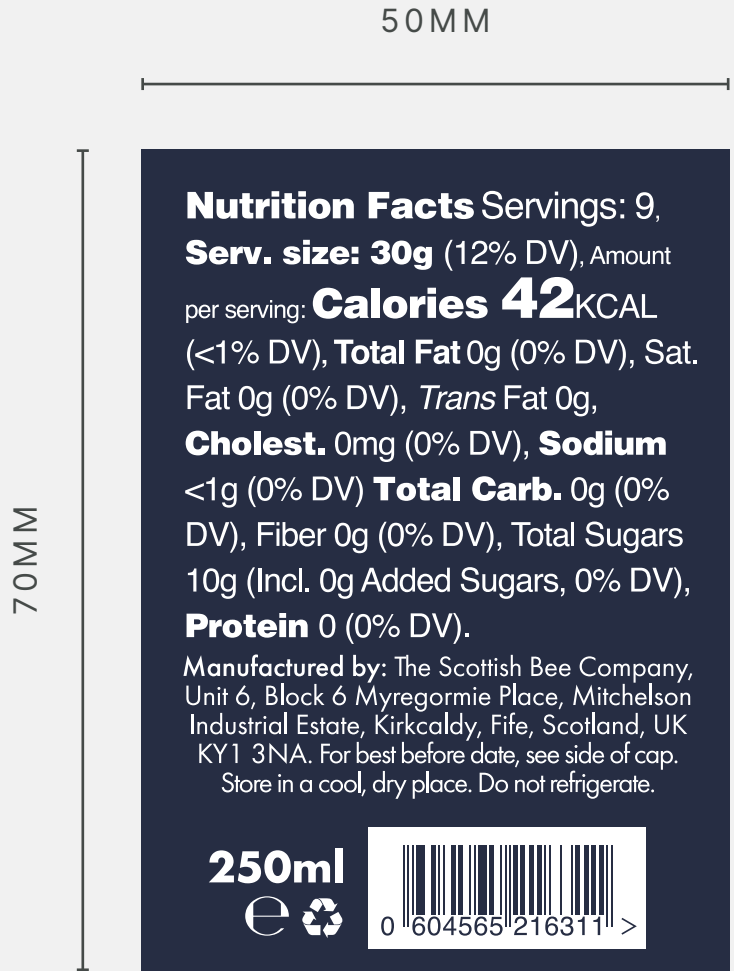 50MM
70MM
Nutrition Facts Servings: 9,
Serv. size: 30g (12% DV), Amount
per serving: Calories 42KCAL
(<1% DV), Total Fat 0g (0% DV), Sat.
Fat 0g (0% DV), Trans Fat 0g,
Cholest. 0mg (0% DV), Sodium
<1g (0% DV) Total Carb. 0g (0%
DV), Fiber 0g (0% DV), Total Sugars
10g (Incl. 0g Added Sugars, 0% DV),
Protein 0 (0% DV).
Manufactured by: The Scottish Bee Company,
Unit 6, Block 6 Myregormie Place, Mitchelson
Industrial Estate, Kirkcaldy, Fife, Scotland, UK
KY1 3NA. For best before date, see side of cap.
Store in a cool, dry place. Do not refrigerate.
250ml
℮
0 604565 216311 >